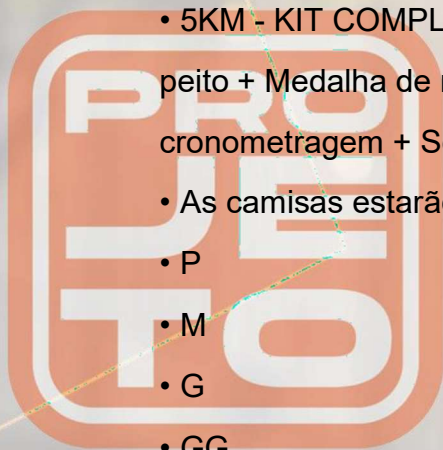 • 5KM - KIT COMPL
peito + Medalha de
cronometragem + S
• As camisas estarã
• P
• M
• G
• GG
PRO
JE
TO